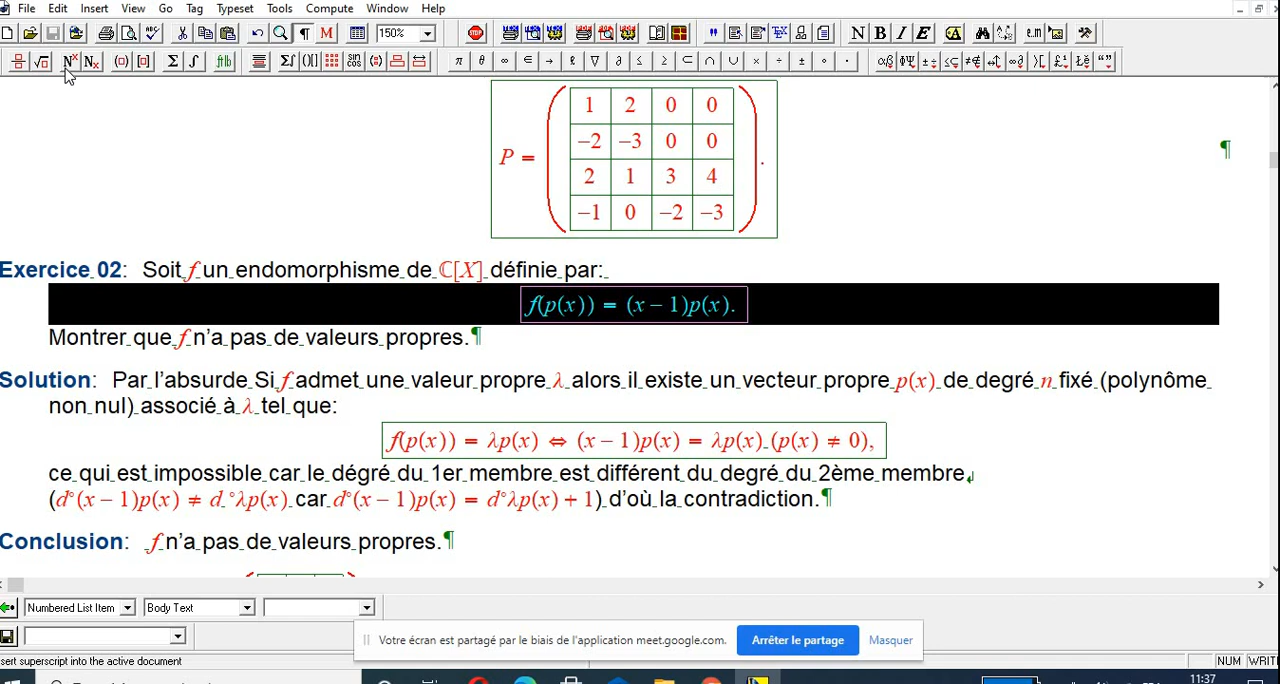 File Edit Insert View Go Tag Typeset Tools Compute Window Help
150%
P = ( 1 2 0 0
−2 −3 0 0
2 1 3 4
−1 0 −2 −3 ).
¶
Exercice 02: Soit f un endomorphisme de ℂ[X] définie par:
f(p(x)) = (x − 1)p(x).
Montrer que f n'a pas de valeurs propres.¶
Solution: Par l'absurde Si f admet une valeur propre λ alors il existe un vecteur propre p(x) de degré n fixé (polynôme
non nul) associé à λ tel que:
f(p(x)) = λp(x) ⇔ (x − 1)p(x) = λp(x) (p(x) ≠ 0),
ce qui est impossible car le dégré du 1er membre est différent du degré du 2ème membre
(d°(x − 1)p(x) ≠ d °λp(x) car d°(x − 1)p(x) = d°λp(x) + 1) d'où la contradiction.¶
Conclusion: f n'a pas de valeurs propres.¶
Numbered List Item Body Text
Votre écran est partagé par le biais de l'application meet.google.com. Arrêter le partage Masquer
sert superscript into the active document NUM WRIT
11:37